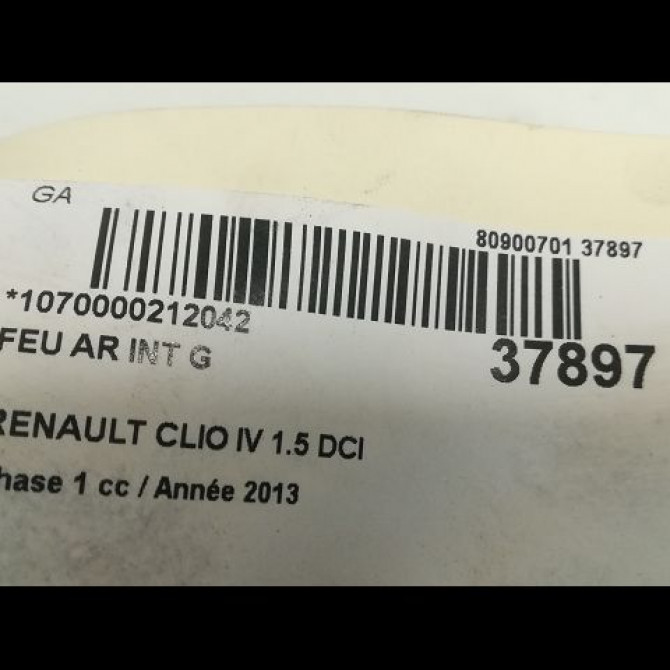 GA
80900701 37897
*1070000212042
FEU AR INT G
37897
RENAULT CLIO IV 1.5 DCI
hase 1 cc / Année 2013